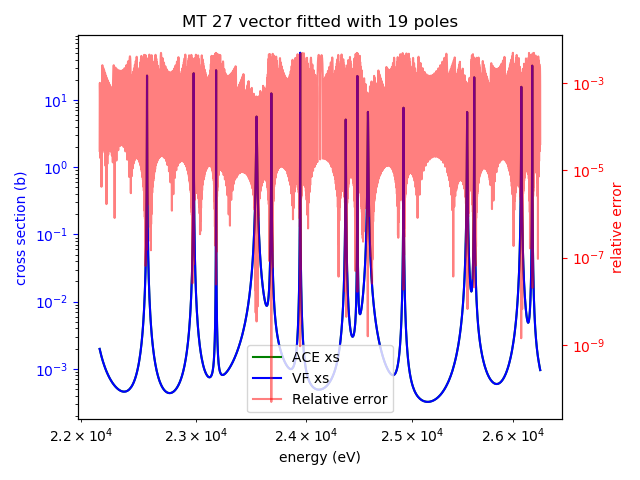 MT 27 vector fitted with 19 poles
cross section (b)
10¹
10⁰
10⁻¹
10⁻²
10⁻³
10⁻³
10⁻⁵
10⁻⁷
10⁻⁹
relative error
ACE xs
VF xs
Relative error
2.2 × 10⁴ 2.3 × 10⁴ 2.4 × 10⁴ 2.5 × 10⁴ 2.6 × 10⁴
energy (eV)